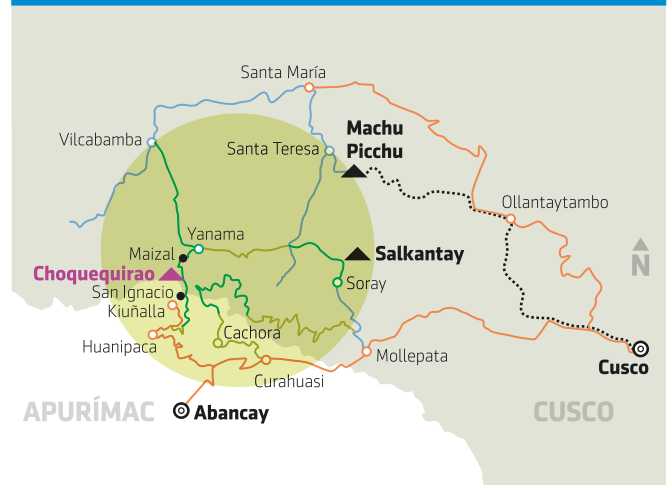 Santa María
Machu
Picchu
Vilcabamba
Santa Teresa
Ollantaytambo
Yanama
Maizal
Salkantay
N
Choquequirao
Soray
San Ignacio
Kiuñalla
Cachora
Huanipaca
Mollepata
Cusco
Curahuasi
APURÍMAC
Abancay
CUSCO